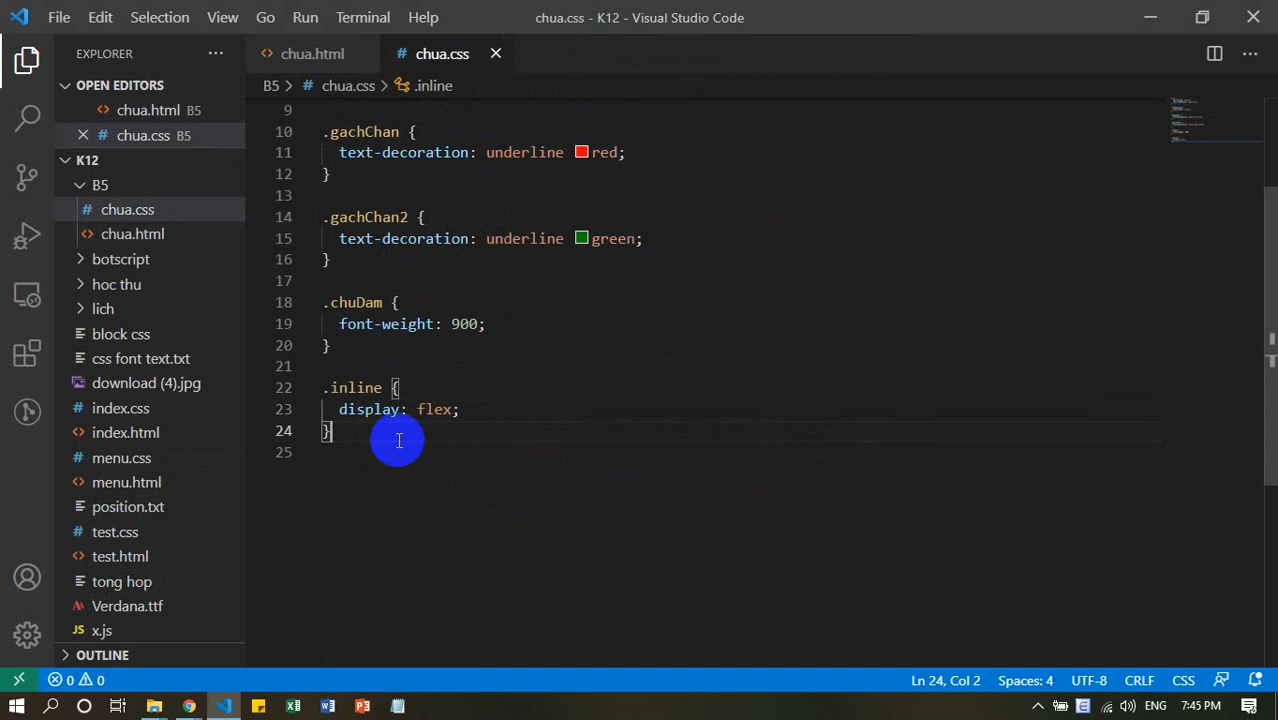 File Edit Selection View Go Run Terminal Help chua.css - K12 - Visual Studio Code
EXPLORER
OPEN EDITORS
chua.html B5
chua.css B5
K12
B5
chua.css
chua.html
botscript
hoc thu
lich
block css
css font text.txt
download (4).jpg
index.css
index.html
menu.css
menu.html
position.txt
test.css
test.html
tong hop
Verdana.ttf
x.js
OUTLINE
chua.html chua.css
B5 > chua.css > .inline
9
10 .gachChan {
11 text-decoration: underline red;
12 }
13
14 .gachChan2 {
15 text-decoration: underline green;
16 }
17
18 .chuDam {
19 font-weight: 900;
20 }
21
22 .inline {
23 display: flex;
24 }
25
0 0 Ln 24, Col 2 Spaces: 4 UTF-8 CRLF CSS
ENG 7:45 PM